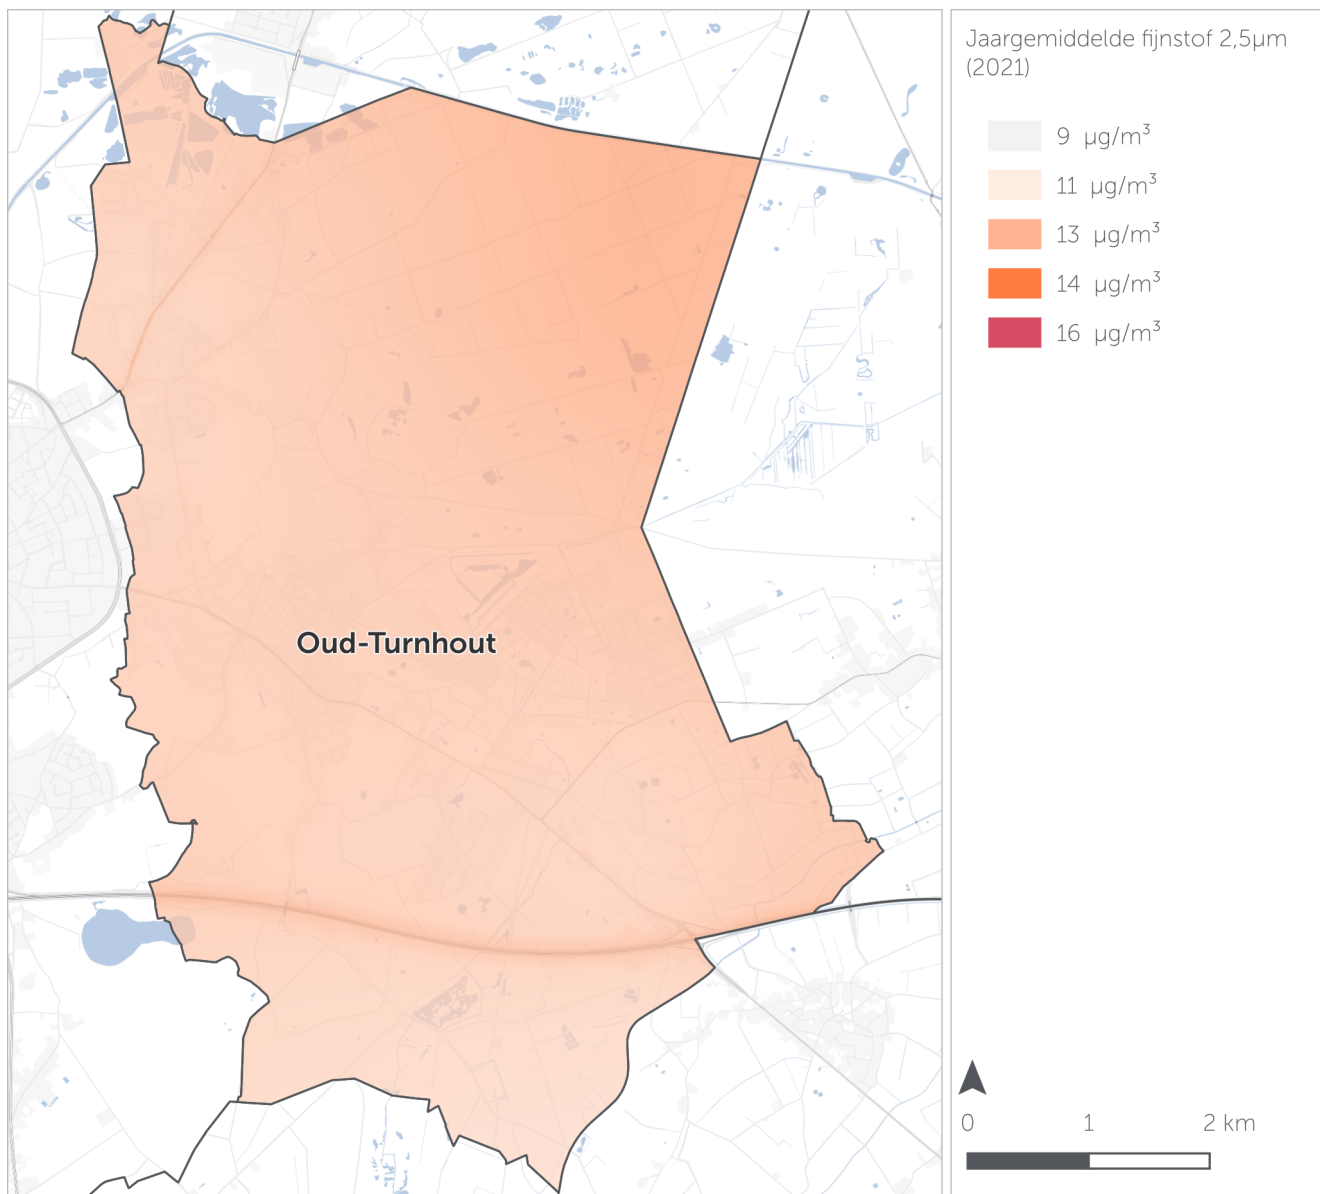 Jaargemiddelde fijnstof 2,5µm
(2021)
9 µg/m³
11 µg/m³
13 µg/m³
14 µg/m³
16 µg/m³
Oud-Turnhout
0 1 2 km